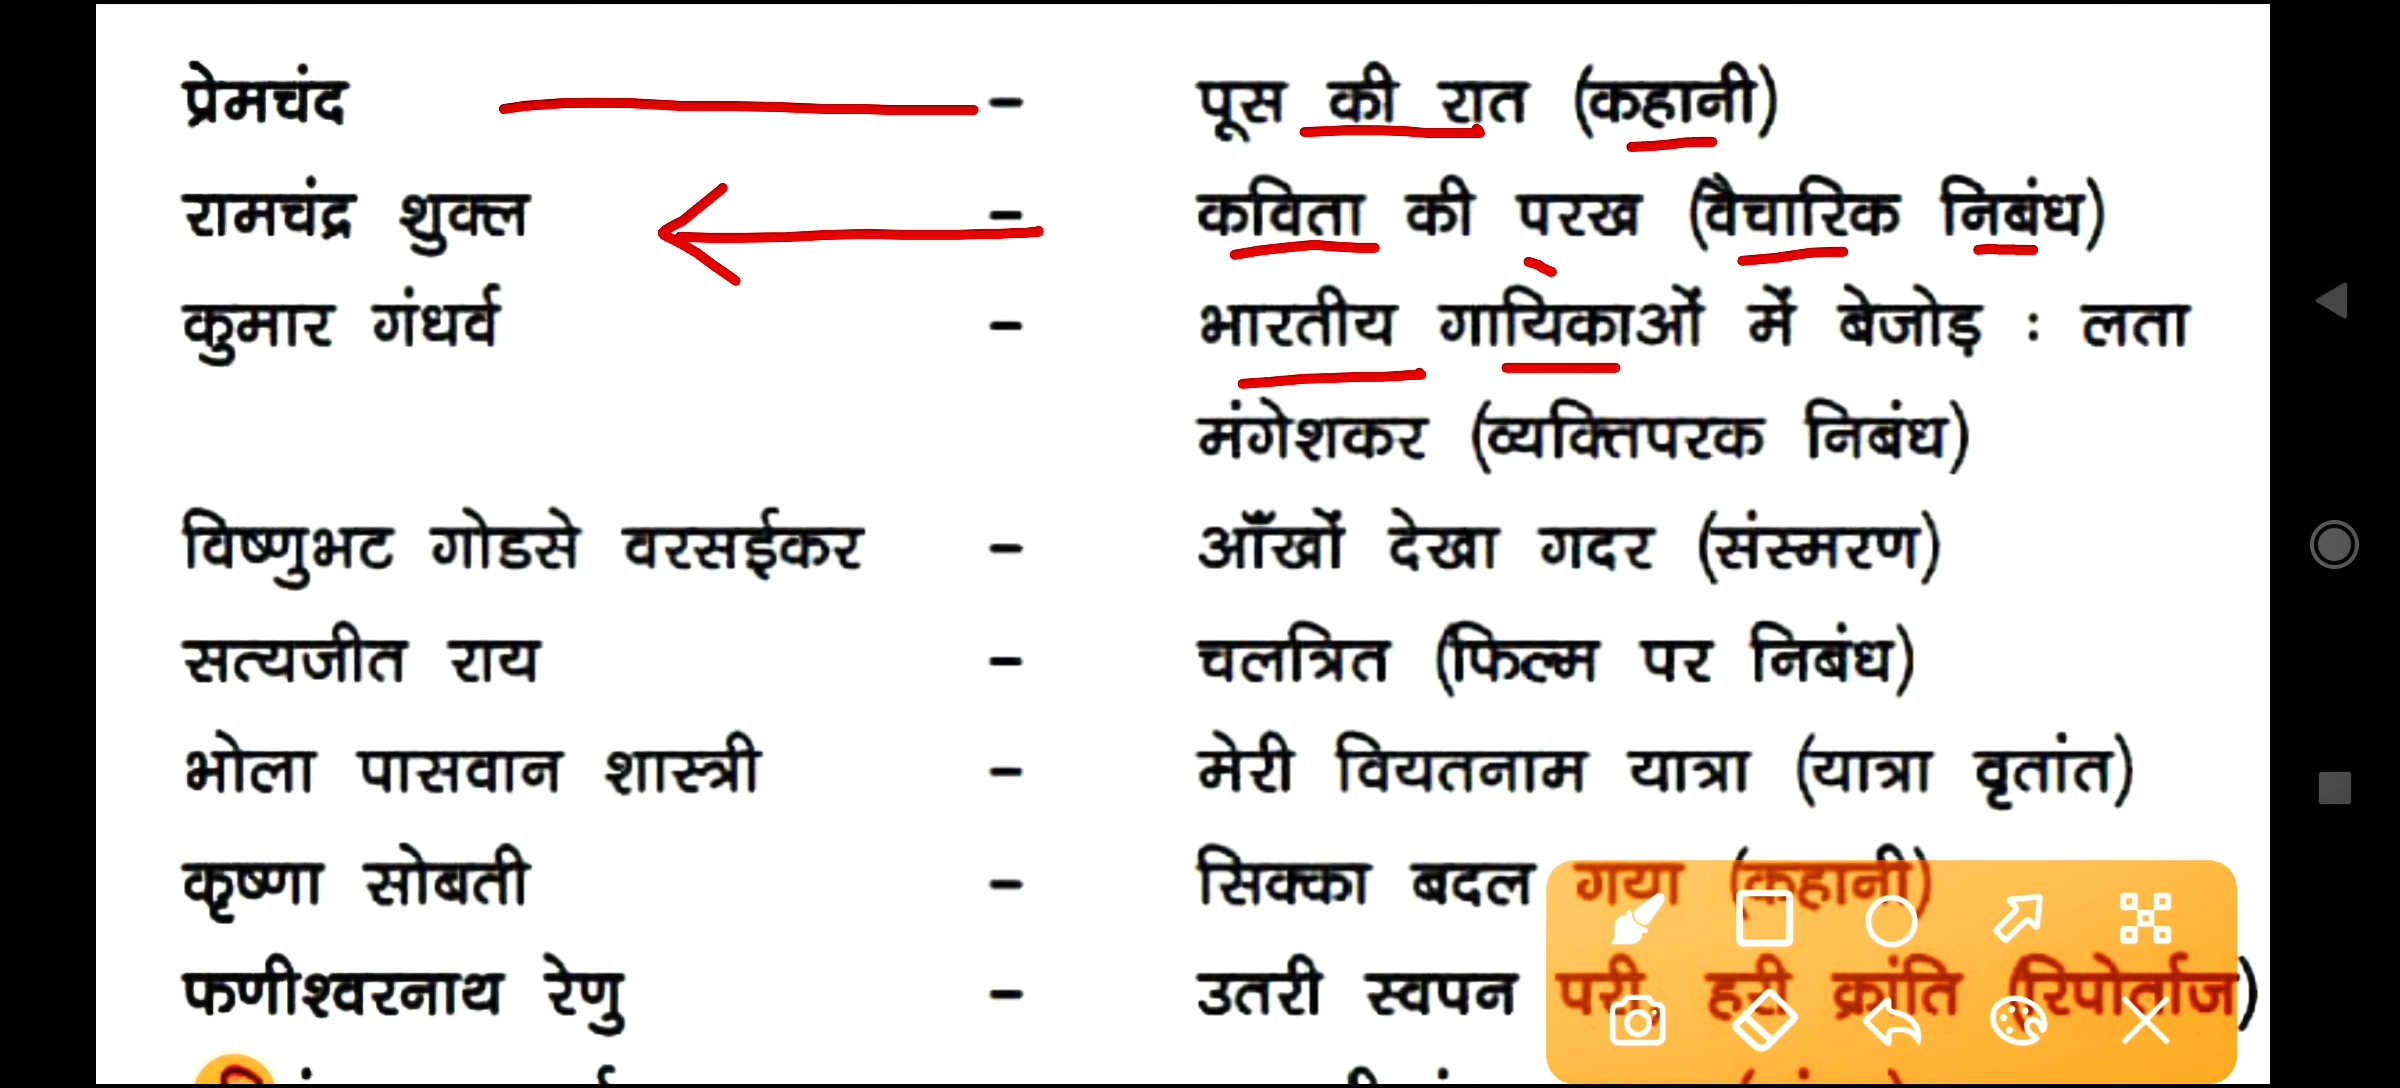 प्रेमचंद – पूस की रात (कहानी)
रामचंद्र शुक्ल – कविता की परख (वैचारिक निबंध)
कुमार गंधर्व – भारतीय गायिकाओं में बेजोड़ : लता
मंगेशकर (व्यक्तिपरक निबंध)
विष्णुभट गोडसे वरसईकर – आँखों देखा गदर (संस्मरण)
सत्यजीत राय – चलत्रित (फिल्म पर निबंध)
भोला पासवान शास्त्री – मेरी वियतनाम यात्रा (यात्रा वृतांत)
कृष्णा सोबती – सिक्का बदल गया (कहानी)
फणीश्वरनाथ रेणु – उतरी स्वपन परी, हरी क्रांति (रिपोर्ताज)